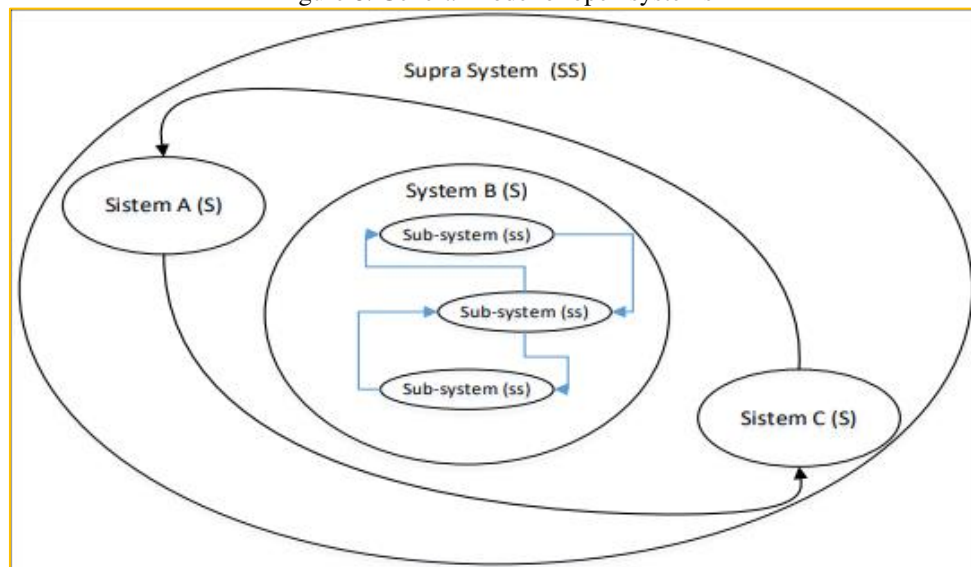 Supra System (SS)
Sistem A (S)
System B (S)
Sub-system (ss)
Sub-system (ss)
Sub-system (ss)
Sistem C (S)